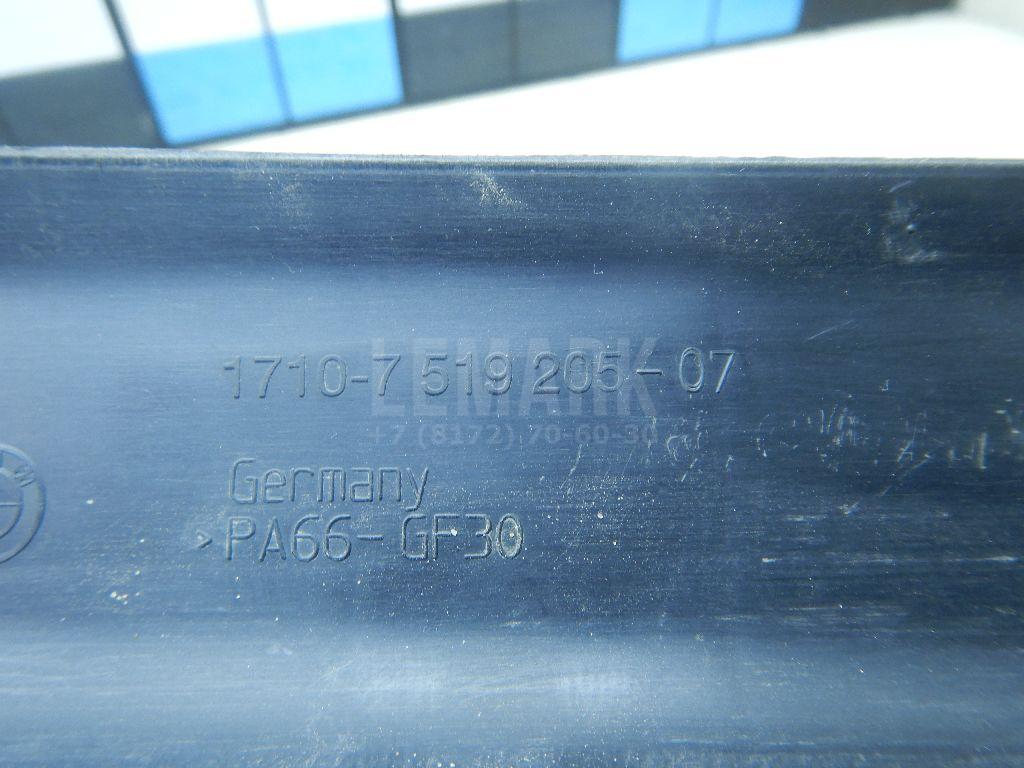 1710-7 519 205-07
LEMARK
+7 (8172) 70-60-30
Germany
>PA66-GF30